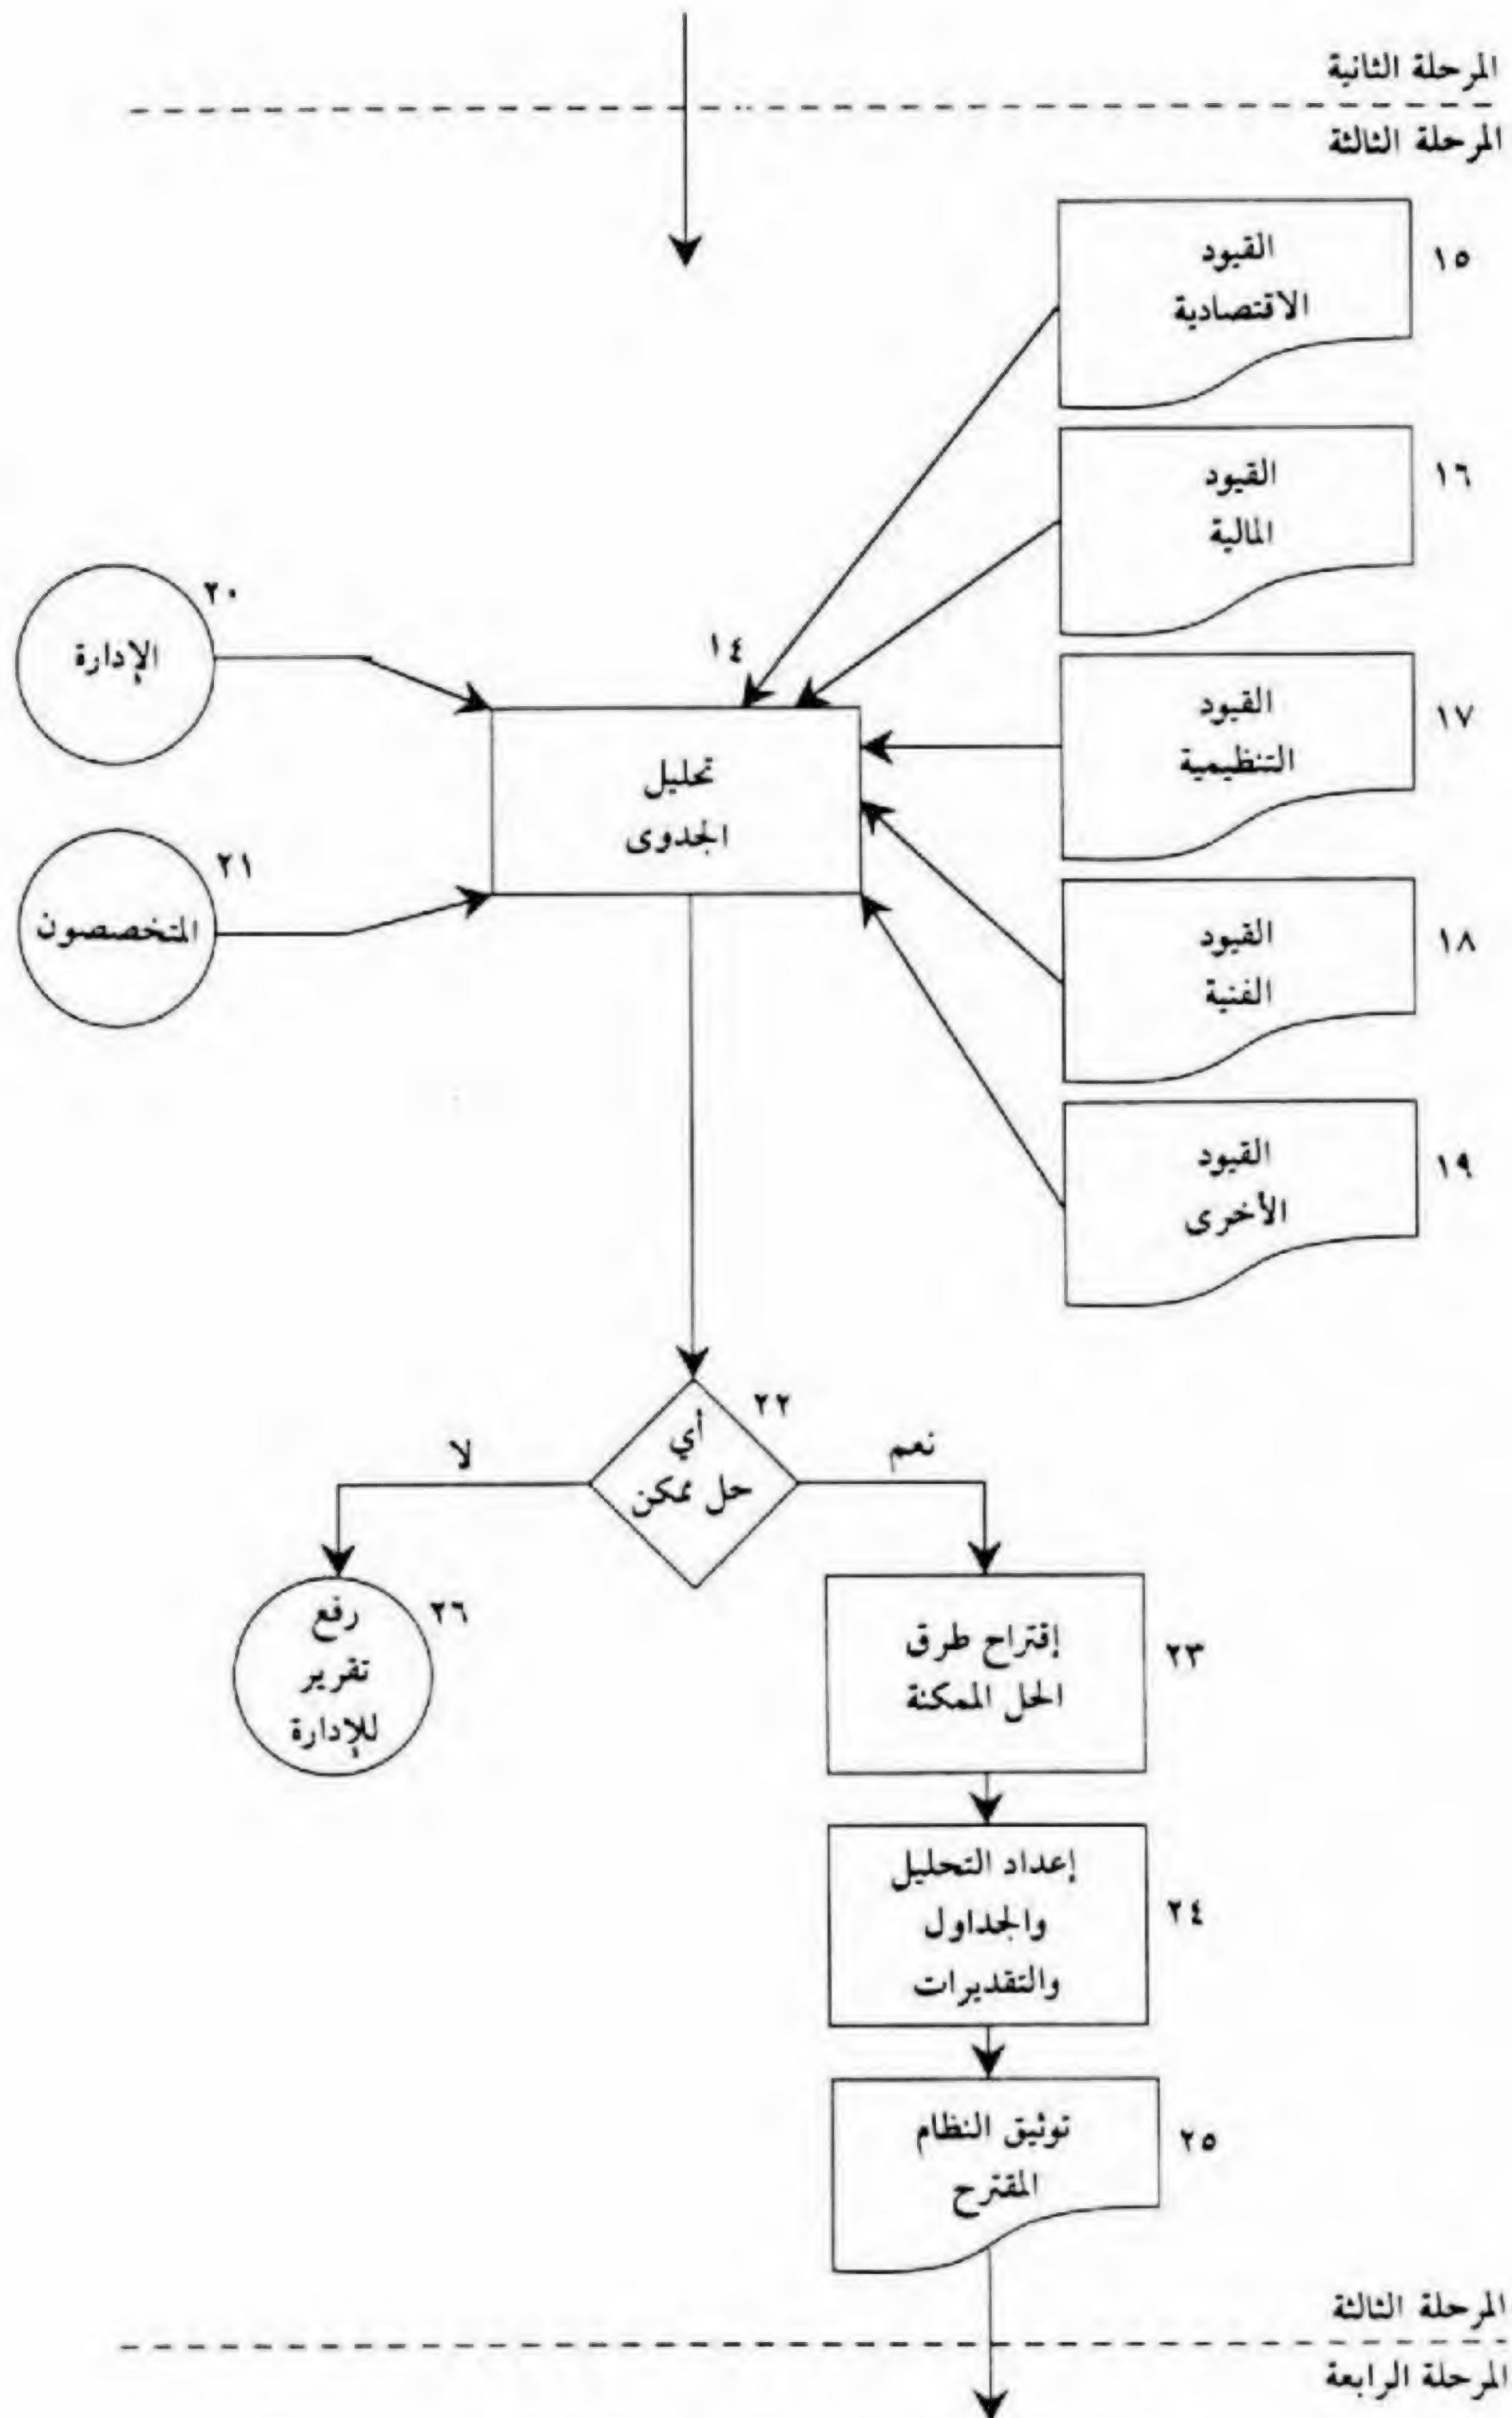 المرحلة الثانية
المرحلة الثالثة
القيود
الاقتصادية
١٥
القيود
المالية
١٦
القيود
التنظيمية
١٧
القيود
الفنية
١٨
القيود
الأخرى
١٩
٢٠
الإدارة
٢١
المتخصصون
١٤
تحليل
الجدوى
٢٢
أي
حل ممكن
نعم
لا
٢٣
إقتراح طرق
الحل الممكنة
٢٦
رفع
تقرير
للإدارة
٢٤
إعداد التحليل
والجداول
والتقديرات
٢٥
توثيق النظام
المقترح
المرحلة الثالثة
المرحلة الرابعة